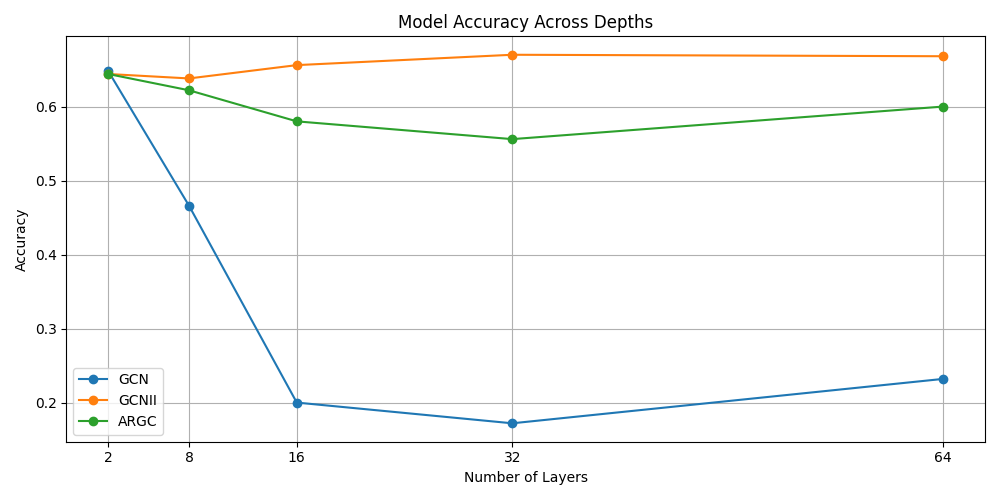 Model Accuracy Across Depths
Accuracy
0.6
0.5
0.4
0.3
0.2
GCN
GCNII
ARGC
2 8 16 32 64
Number of Layers